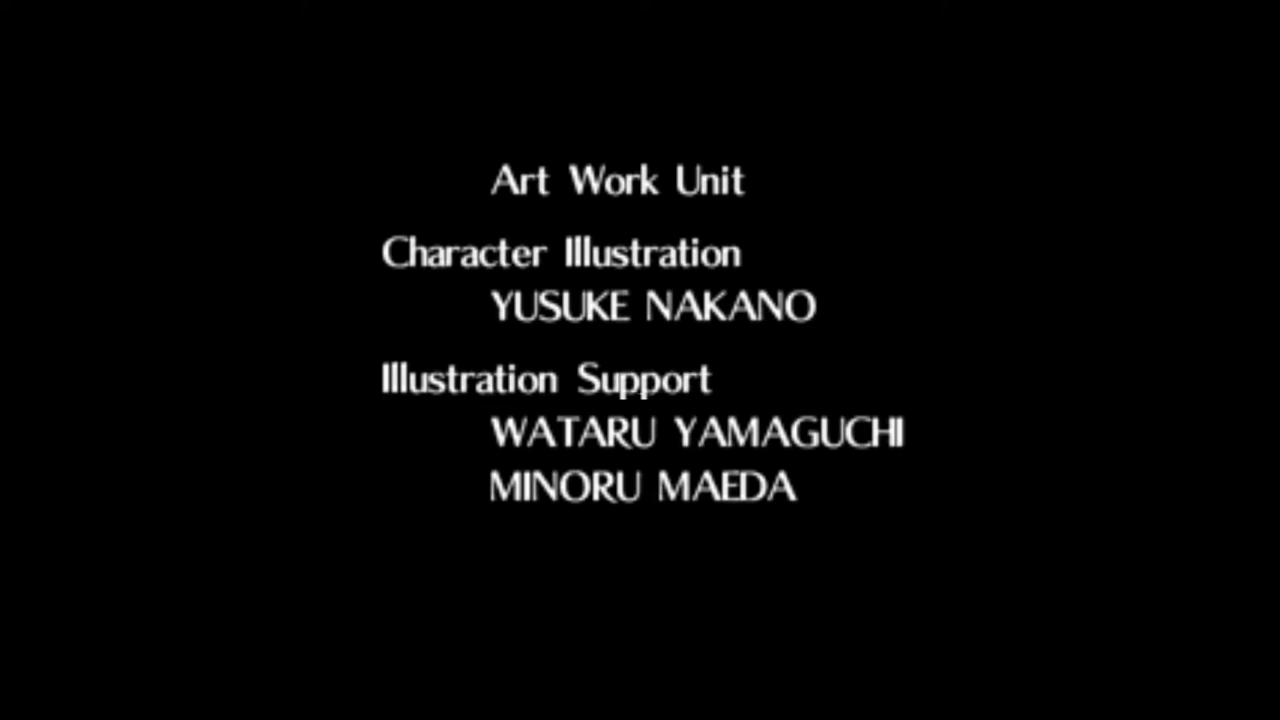 Art Work Unit
Character Illustration
YUSUKE NAKANO
Illustration Support
WATARU YAMAGUCHI
MINORU MAEDA